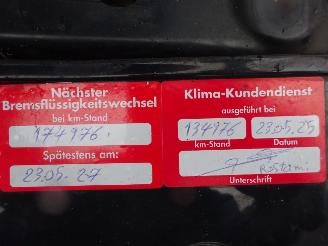 Nächster
Bremsflüssigkeitswechsel
bei km-Stand
174976
Spätestens am:
23.05.27
Klima-Kundendienst
ausgeführt bei
134976 23.05.25
km-Stand Datum
Unterschrift